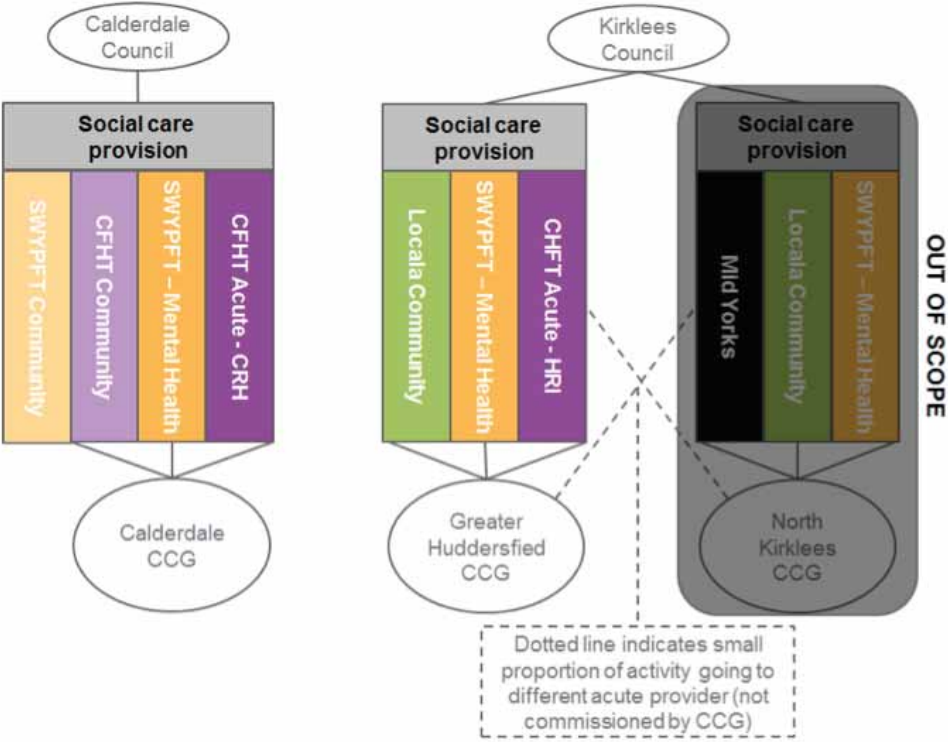 Calderdale
Council
Kirklees
Council
Social care
provision
Social care
provision
Social care
provision
SWYPFT Community
CFHT Community
SWYPFT – Mental Health
CFHT Acute - CRH
Locala Community
SWYPFT – Mental Health
CHFT Acute - HRI
Mid Yorks
Locala Community
SWYPFT – Mental Health
OUT OF SCOPE
Calderdale
CCG
Greater
Huddersfied
CCG
North
Kirklees
CCG
Dotted line indicates small
proportion of activity going to
different acute provider (not
commissioned by CCG)